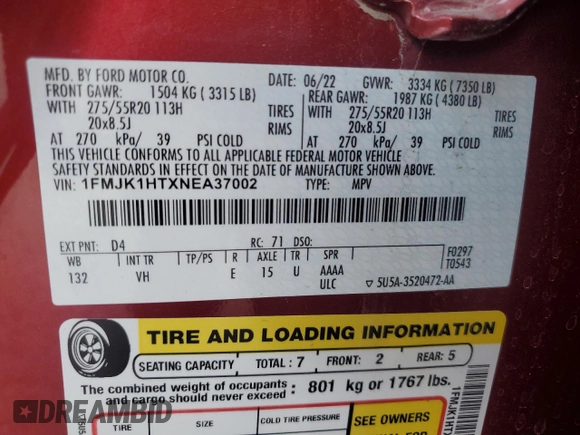 MFD. BY FORD MOTOR CO.
DATE: 06/22 GVWR: 3334 KG ( 7350 LB)
FRONT GAWR: 1504 KG ( 3315 LB)
REAR GAWR: 1987 KG ( 4380 LB)
WITH 275/55R20 113H TIRES
20x8.5J RIMS
WITH 275/55R20 113H TIRES
20x8.5J RIMS
AT 270 kPa/ 39 PSI COLD
AT 270 kPa/ 39 PSI COLD
THIS VEHICLE CONFORMS TO ALL APPLICABLE FEDERAL MOTOR VEHICLE
SAFETY STANDARDS IN EFFECT ON THE DATE OF MANUFACTURE SHOWN ABOVE.
VIN: 1FMJK1HTXNEA37002 TYPE: MPV
EXT PNT: D4 RC: 71 DSO:
WB INT TR TP/PS R AXLE TR SPR
132 VH E 15 U AAAA
ULC
F0297
T0543
▽ 5U5A-3520472-AA
TIRE AND LOADING INFORMATION
SEATING CAPACITY TOTAL : 7 FRONT: 2 REAR: 5
The combined weight of occupants and cargo should never exceed : 801 kg or 1767 lbs.
TIRE SIZE COLD TIRE PRESSURE
SEE OWNERS
1FMJK1HTX
iDREAMCARS
iDREAMCARS